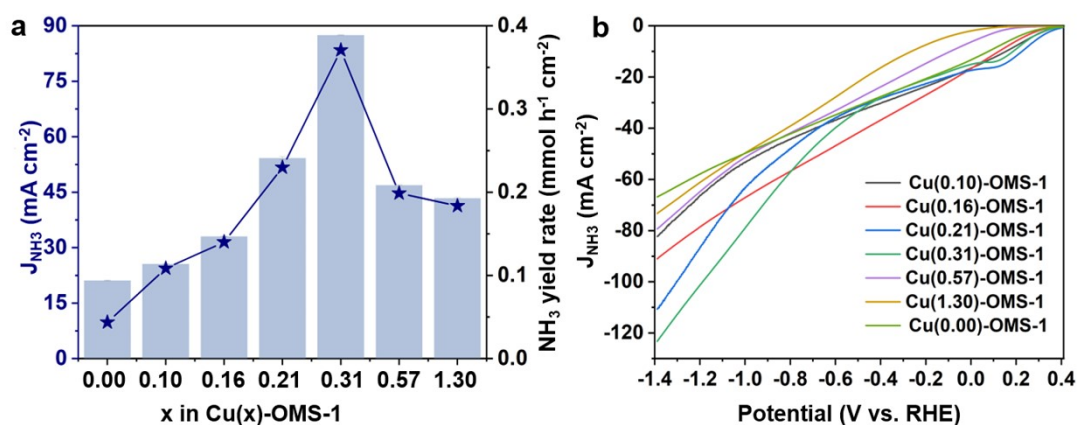 a
90
75
60
45
30
15
0
J_NH3 (mA cm⁻²)
0.4
0.3
0.2
0.1
0.0
NH₃ yield rate (mmol h⁻¹ cm⁻²)
0.00 0.10 0.16 0.21 0.31 0.57 1.30
x in Cu(x)-OMS-1
b
0
-20
-40
-60
-80
-100
-120
J_NH3 (mA cm⁻²)
Cu(0.10)-OMS-1
Cu(0.16)-OMS-1
Cu(0.21)-OMS-1
Cu(0.31)-OMS-1
Cu(0.57)-OMS-1
Cu(1.30)-OMS-1
Cu(0.00)-OMS-1
-1.4 -1.2 -1.0 -0.8 -0.6 -0.4 -0.2 0.0 0.2 0.4
Potential (V vs. RHE)